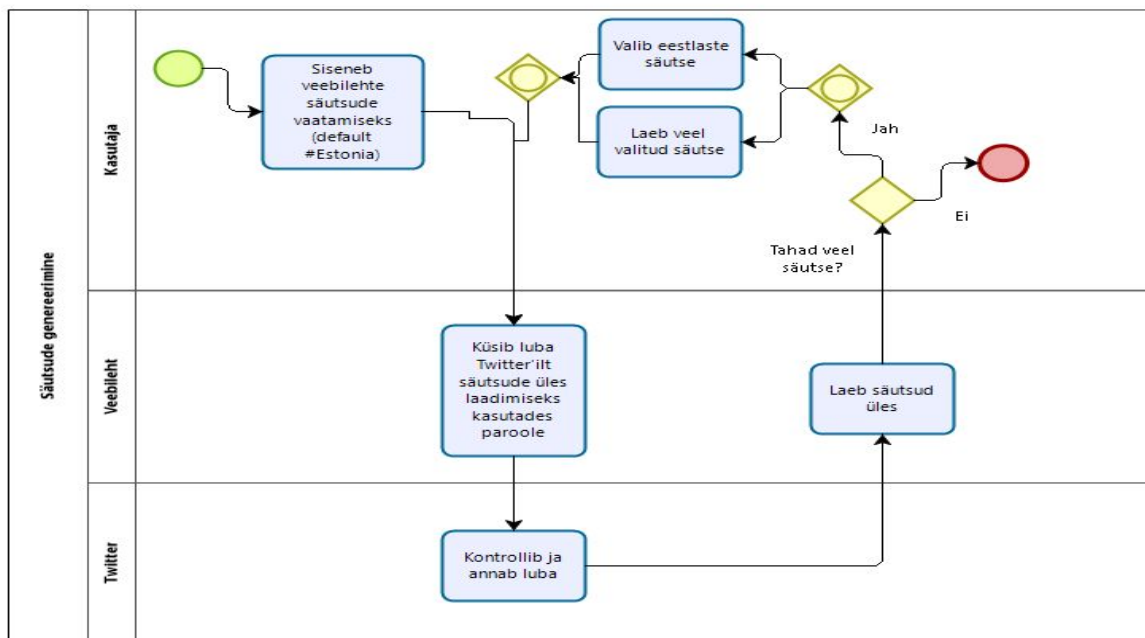 Säutsude genereerimine
Kasutaja
Siseneb
veebilehte
säutsude
vaatamiseks
(default
#Estonia)
Valib eestlaste
säutse
Laeb veel
valitud säutse
Jah
Ei
Tahad veel
säutse?
Veebileht
Küsib luba
Twitter'ilt
säutsude üles
laadimiseks
kasutades
paroole
Laeb säutsud
üles
Twitter
Kontrollib ja
annab luba